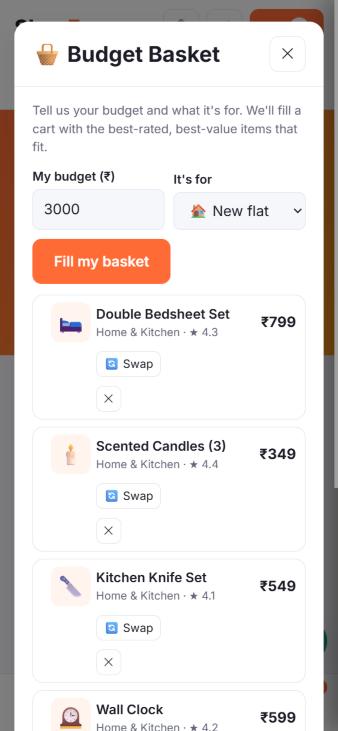 Budget Basket
Tell us your budget and what it's for. We'll fill a
cart with the best-rated, best-value items that
fit.
My budget (₹)
It's for
3000
New flat
Fill my basket
Double Bedsheet Set
₹799
Home & Kitchen · ★ 4.3
Swap
Scented Candles (3)
₹349
Home & Kitchen · ★ 4.4
Swap
Kitchen Knife Set
₹549
Home & Kitchen · ★ 4.1
Swap
Wall Clock
₹599
Home & Kitchen · ★ 4.2